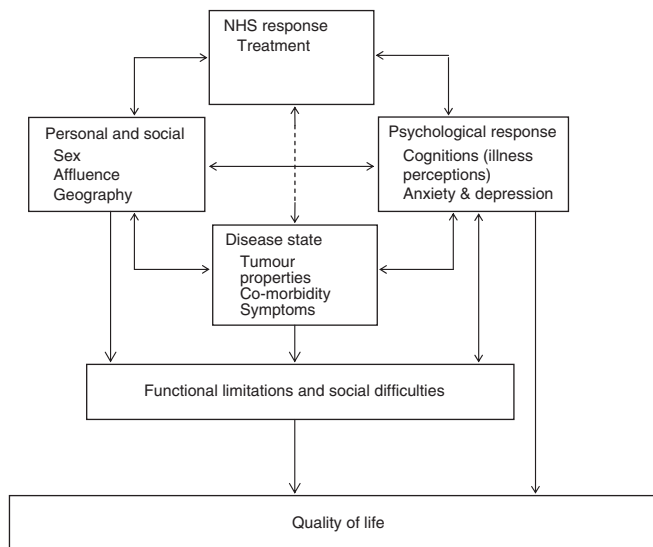 NHS response
Treatment
Personal and social
Sex
Affluence
Geography
Psychological response
Cognitions (illness
perceptions)
Anxiety & depression
Disease state
Tumour
properties
Co-morbidity
Symptoms
Functional limitations and social difficulties
Quality of life